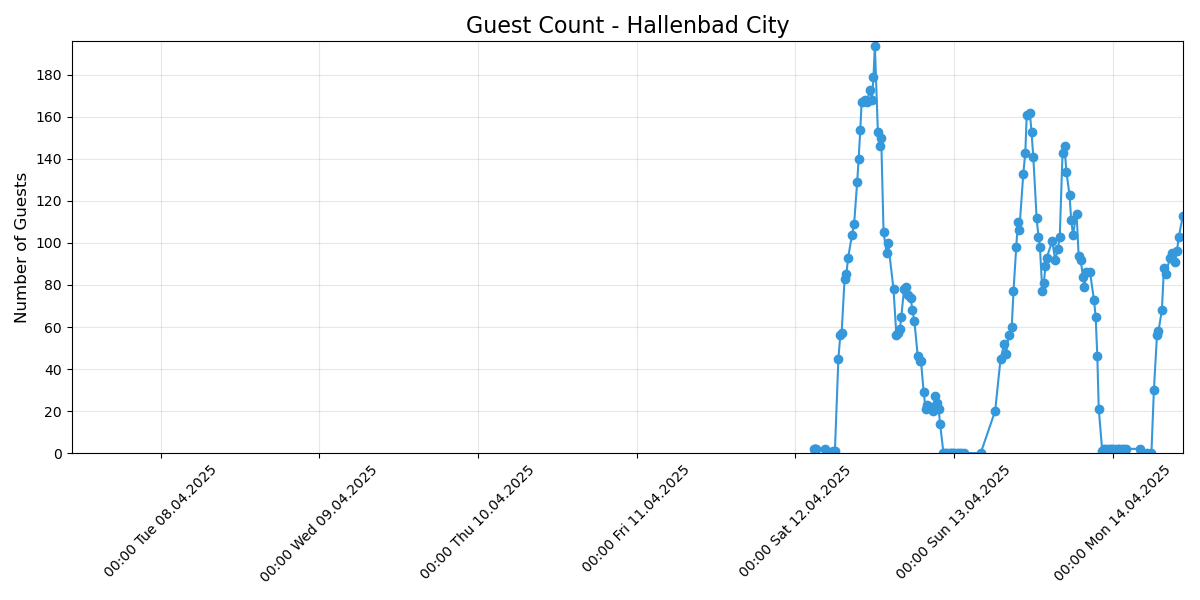 Guest Count - Hallenbad City
Number of Guests
180
160
140
120
100
80
60
40
20
0
00:00 Tue 08.04.2025
00:00 Wed 09.04.2025
00:00 Thu 10.04.2025
00:00 Fri 11.04.2025
00:00 Sat 12.04.2025
00:00 Sun 13.04.2025
00:00 Mon 14.04.2025